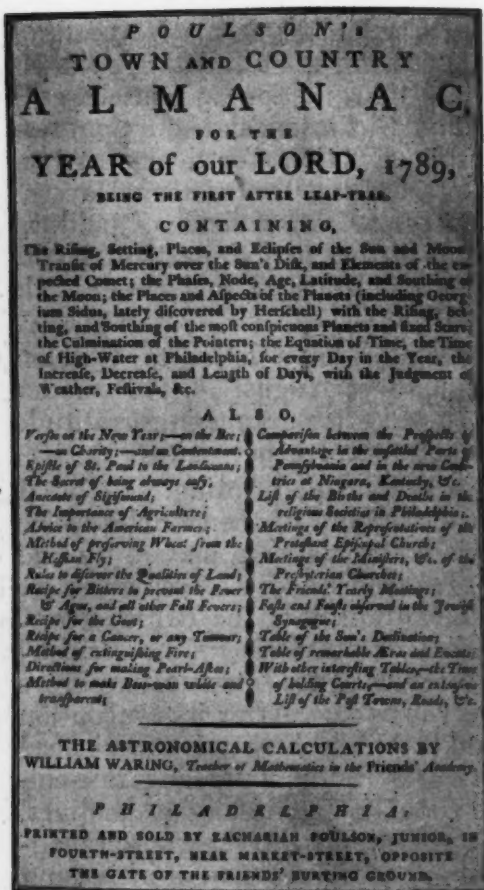 POULSON's
TOWN AND COUNTRY
ALMANAC,
FOR THE
YEAR of our LORD, 1789,
BEING THE FIRST AFTER LEAP-YEAR.
CONTAINING,
The Rising, Setting, Places, and Eclipses of the Sun and Moon
Transit of Mercury over the Sun's Disk, and Elements of the ex-
pected Comet; the Phases, Node, Age, Latitude, and Southing of
the Moon; the Places and Aspects of the Planets (including Georg
ium Sidus, lately discovered by Herschell) with the Rising, Set-
ting, and Southing of the most conspicuous Planets and fixed Stars;
the Culmination of the Pointers; the Equation of Time, the Time
of High-Water at Philadelphia, for every Day in the Year, the
Increase, Decrease, and Length of Days, with the Judgment of
Weather, Festivals, &c.
ALSO,
Verses on the New Year;—on the Bee;
—on Charity;—and on Contentment.
Epistle of St. Paul to the Laodiceans;
The Secret of being always easy;
Anecdote of Sigismund;
The Importance of Agriculture;
Advice to the American Farmer;
Method of preserving Wheat from the
Hessian Fly;
Rules to discover the Qualities of Land;
Recipe for Bitters to prevent the Fever
& Ague, and all other Fall Fevers;
Recipe for the Gout;
Recipe for a Cancer, or any Tumour;
Method of extinguishing Fire;
Directions for making Pearl-Ashes;
Method to make Bees-wax white and
transparent;
Comparison between the Prospects of
Advantage in the unsettled Parts of
Pennsylvania and in the new Coun-
tries at Niagara, Kentucky, &c.
List of the Births and Deaths in the
religious Societies in Philadelphia;
Meetings of the Representatives of the
Protestant Episcopal Church;
Meetings of the Ministers, &c. of the
Presbyterian Churches;
The Friends' Yearly Meetings;
Fasts and Feasts observed in the Jewish
Synagogue;
Table of the Sun's Declination;
Table of remarkable Æras and Events;
With other interesting Tables,—the Time
of holding Courts,—and an extensive
List of the Post Towns, Roads, &c.
THE ASTRONOMICAL CALCULATIONS BY
WILLIAM WARING, Teacher of Mathematics in the Friends' Academy.
PHILADELPHIA:
PRINTED AND SOLD BY ZACHARIAH POULSON, JUNIOR, IN
FOURTH-STREET, NEAR MARKET-STREET, OPPOSITE
THE GATE OF THE FRIENDS' BURYING GROUND.